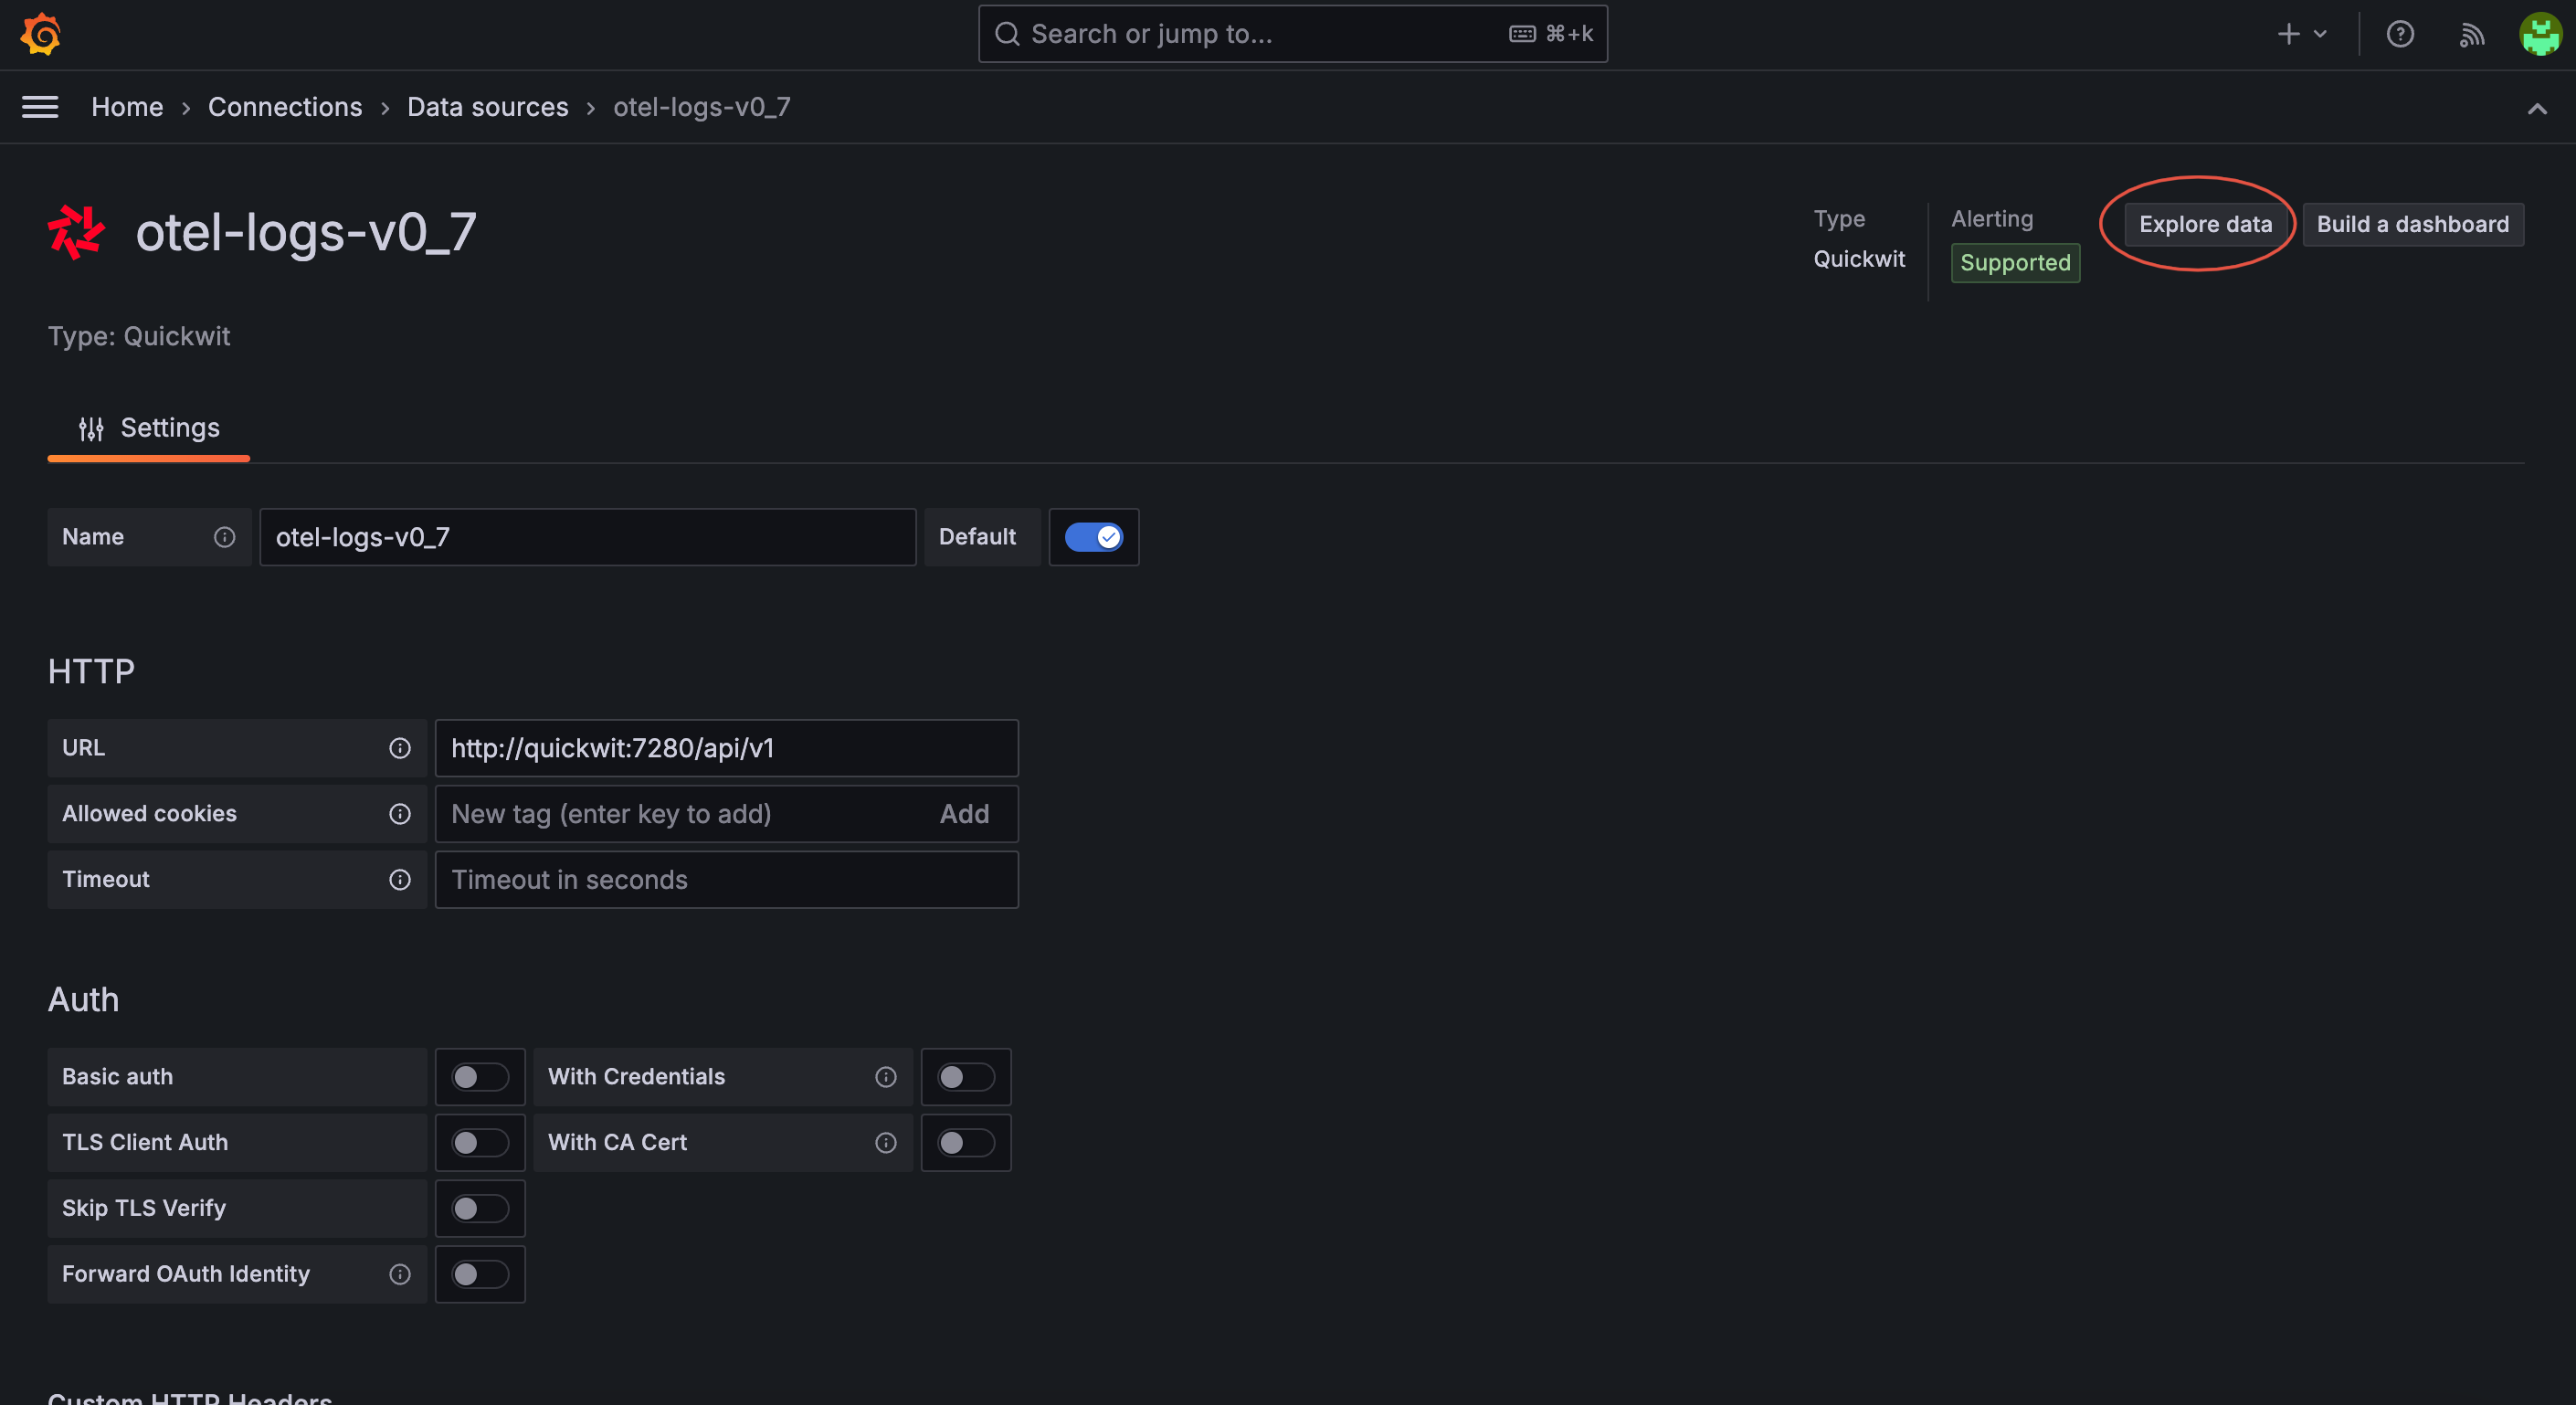 Search or jump to...
⌘+k
Home › Connections › Data sources › otel-logs-v0_7
otel-logs-v0_7
Type
Quickwit
Alerting
Supported
Explore data
Build a dashboard
Type: Quickwit
Settings
Name
otel-logs-v0_7
Default
HTTP
URL
http://quickwit:7280/api/v1
Allowed cookies
New tag (enter key to add)
Add
Timeout
Timeout in seconds
Auth
Basic auth
With Credentials
TLS Client Auth
With CA Cert
Skip TLS Verify
Forward OAuth Identity
Custom HTTP Headers